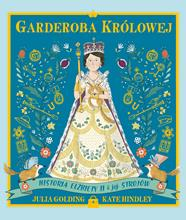 GARDEROBA KRÓLOWEJ
HISTORIA ELŻBIETY II I JEJ STROJÓW
JULIA GOLDING KATE HINDLEY